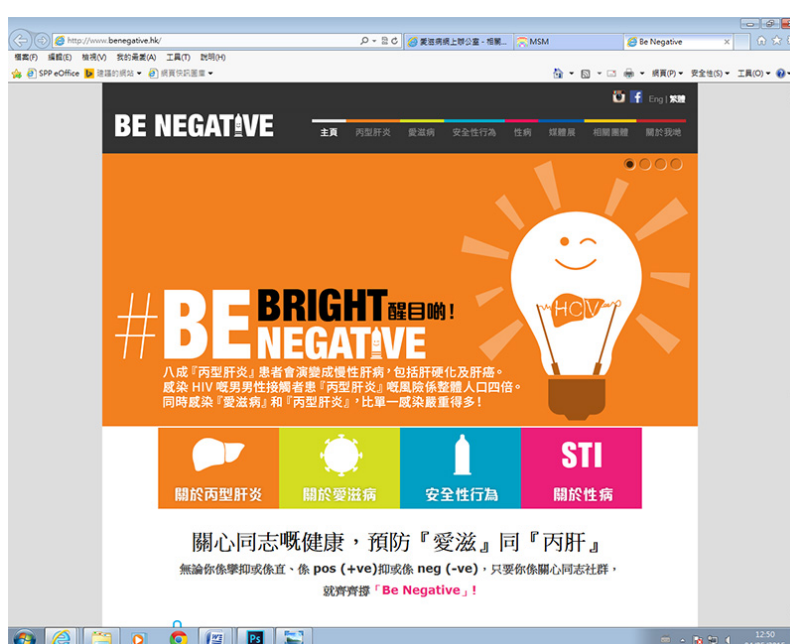 http://www.benegative.hk/
愛滋病網上辦公室 - 相關...
MSM
Be Negative
檔案(F) 編輯(E) 檢視(V) 我的最愛(A) 工具(T) 說明(H)
SPP eOffice 建議的網站 網頁快訊圖庫
網頁(P) 安全性(S) 工具(O)
Eng | 繁體
BE NEGATIVE
主頁 丙型肝炎 愛滋病 安全性行為 性病 媒體展 相關團體 關於我地
#BE BRIGHT 醒目啲!
NEGATIVE
HCV
八成『丙型肝炎』患者會演變成慢性肝病，包括肝硬化及肝癌。
感染 HIV 嘅男男性接觸者患『丙型肝炎』嘅風險係整體人口四倍。
同時感染『愛滋病』和『丙型肝炎』，比單一感染嚴重得多！
STI
關於丙型肝炎 關於愛滋病 安全性行為 關於性病
關心同志嘅健康，預防『愛滋』同『丙肝』
無論你係攣抑或係直、係 pos (+ve)抑或係 neg (-ve)，只要你係關心同志社群，
就齊齊撐「Be Negative」!
Ps
12:50